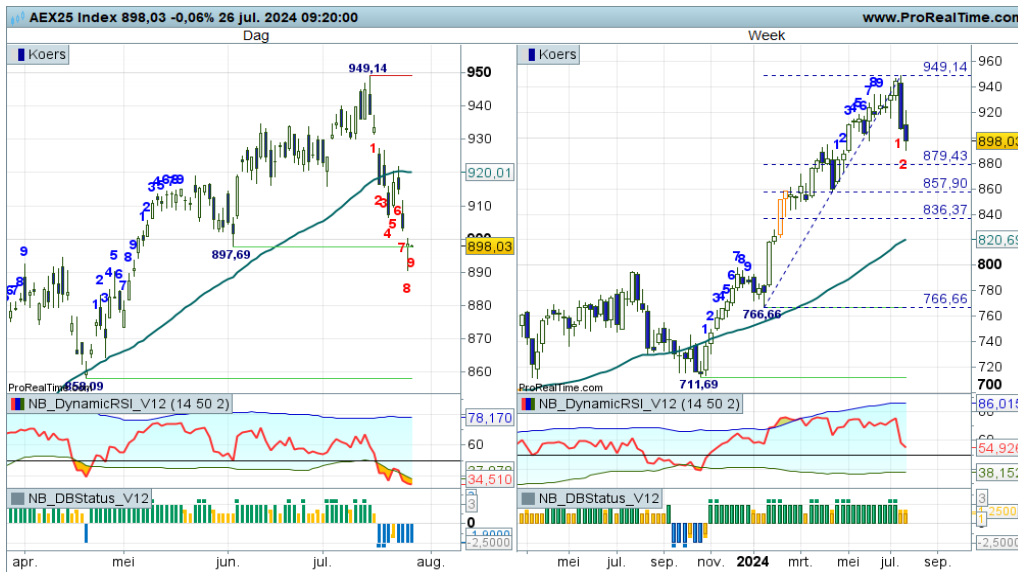 AEX25 Index 898,03 -0,06% 26 jul. 2024 09:20:00
www.ProRealTime.com
Dag
Week
Koers
949,14
950
940
930
920,01
910
898,03
890
880
870
860
897,69
858,09
ProRealTime.com
NB_DynamicRSI_V12 (14 50 2)
78,170
60
34,510
NB_DBStatus_V12
3
0
-2,5000
apr.
mei
jun.
jul.
aug.
Koers
949,14
960
940
920
898,03
879,43
880
857,90
860
836,37
840
820,69
800
780
766,66
766,66
760
740
720
711,69
700
ProRealTime.com
NB_DynamicRSI_V12 (14 50 2)
86,015
54,926
38,152
NB_DBStatus_V12
3
-2,5000
mei
jul.
sep.
nov.
2024
mrt.
mei
jul.
sep.